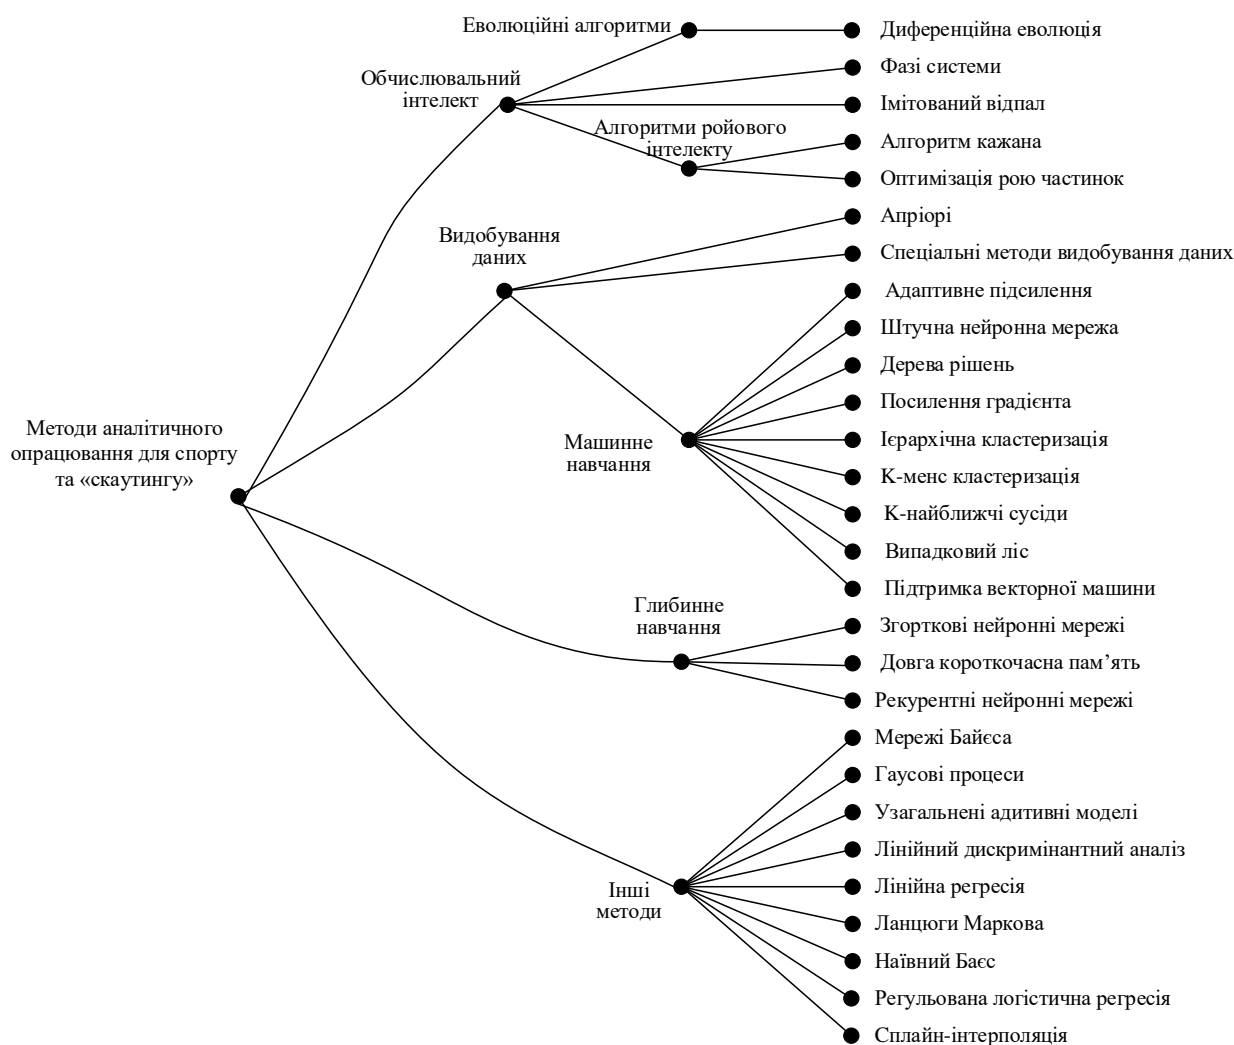 Еволюційні алгоритми
Диференційна еволюція
Обчислювальний
інтелект
Фазі системи
Імітований відпал
Алгоритми ройового
інтелекту
Алгоритм кажана
Оптимізація рою частинок
Видобування
даних
Апріорі
Спеціальні методи видобування даних
Методи аналітичного
опрацювання для спорту
та «скаутингу»
Машинне
навчання
Адаптивне підсилення
Штучна нейронна мережа
Дерева рішень
Посилення градієнта
Ієрархічна кластеризація
К-менс кластеризація
К-найближчі сусіди
Випадковий ліс
Підтримка векторної машини
Глибинне
навчання
Згорткові нейронні мережі
Довга короткочасна пам’ять
Рекурентні нейронні мережі
Інші
методи
Мережі Байєса
Гаусові процеси
Узагальнені адитивні моделі
Лінійний дискримінантний аналіз
Лінійна регресія
Ланцюги Маркова
Наївний Баєс
Регульована логістична регресія
Сплайн-інтерполяція